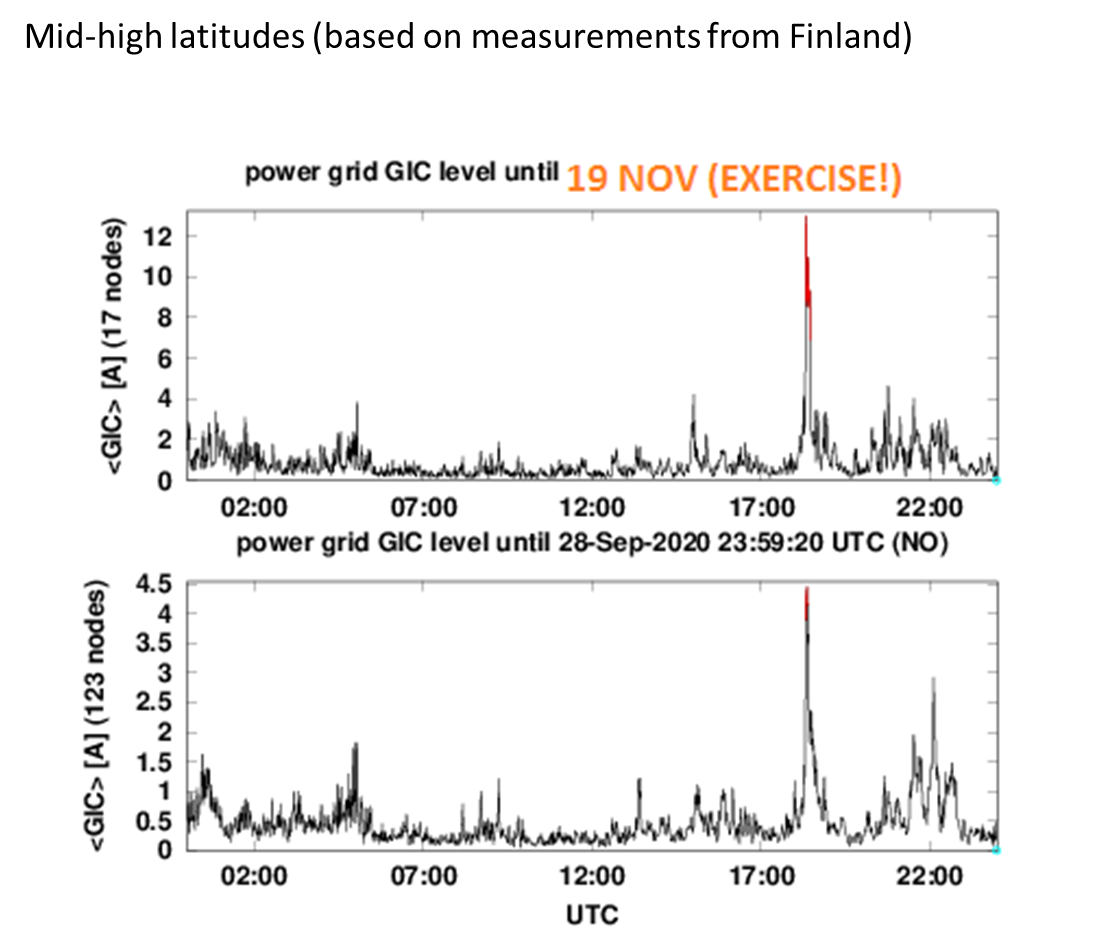 Mid-high latitudes (based on measurements from Finland)
power grid GIC level until 19 NOV (EXERCISE!)
<GIC> [A] (17 nodes)
12
10
8
6
4
2
0
02:00 07:00 12:00 17:00 22:00
power grid GIC level until 28-Sep-2020 23:59:20 UTC (NO)
<GIC> [A] (123 nodes)
4.5
4
3.5
3
2.5
2
1.5
1
0.5
0
02:00 07:00 12:00 17:00 22:00
UTC